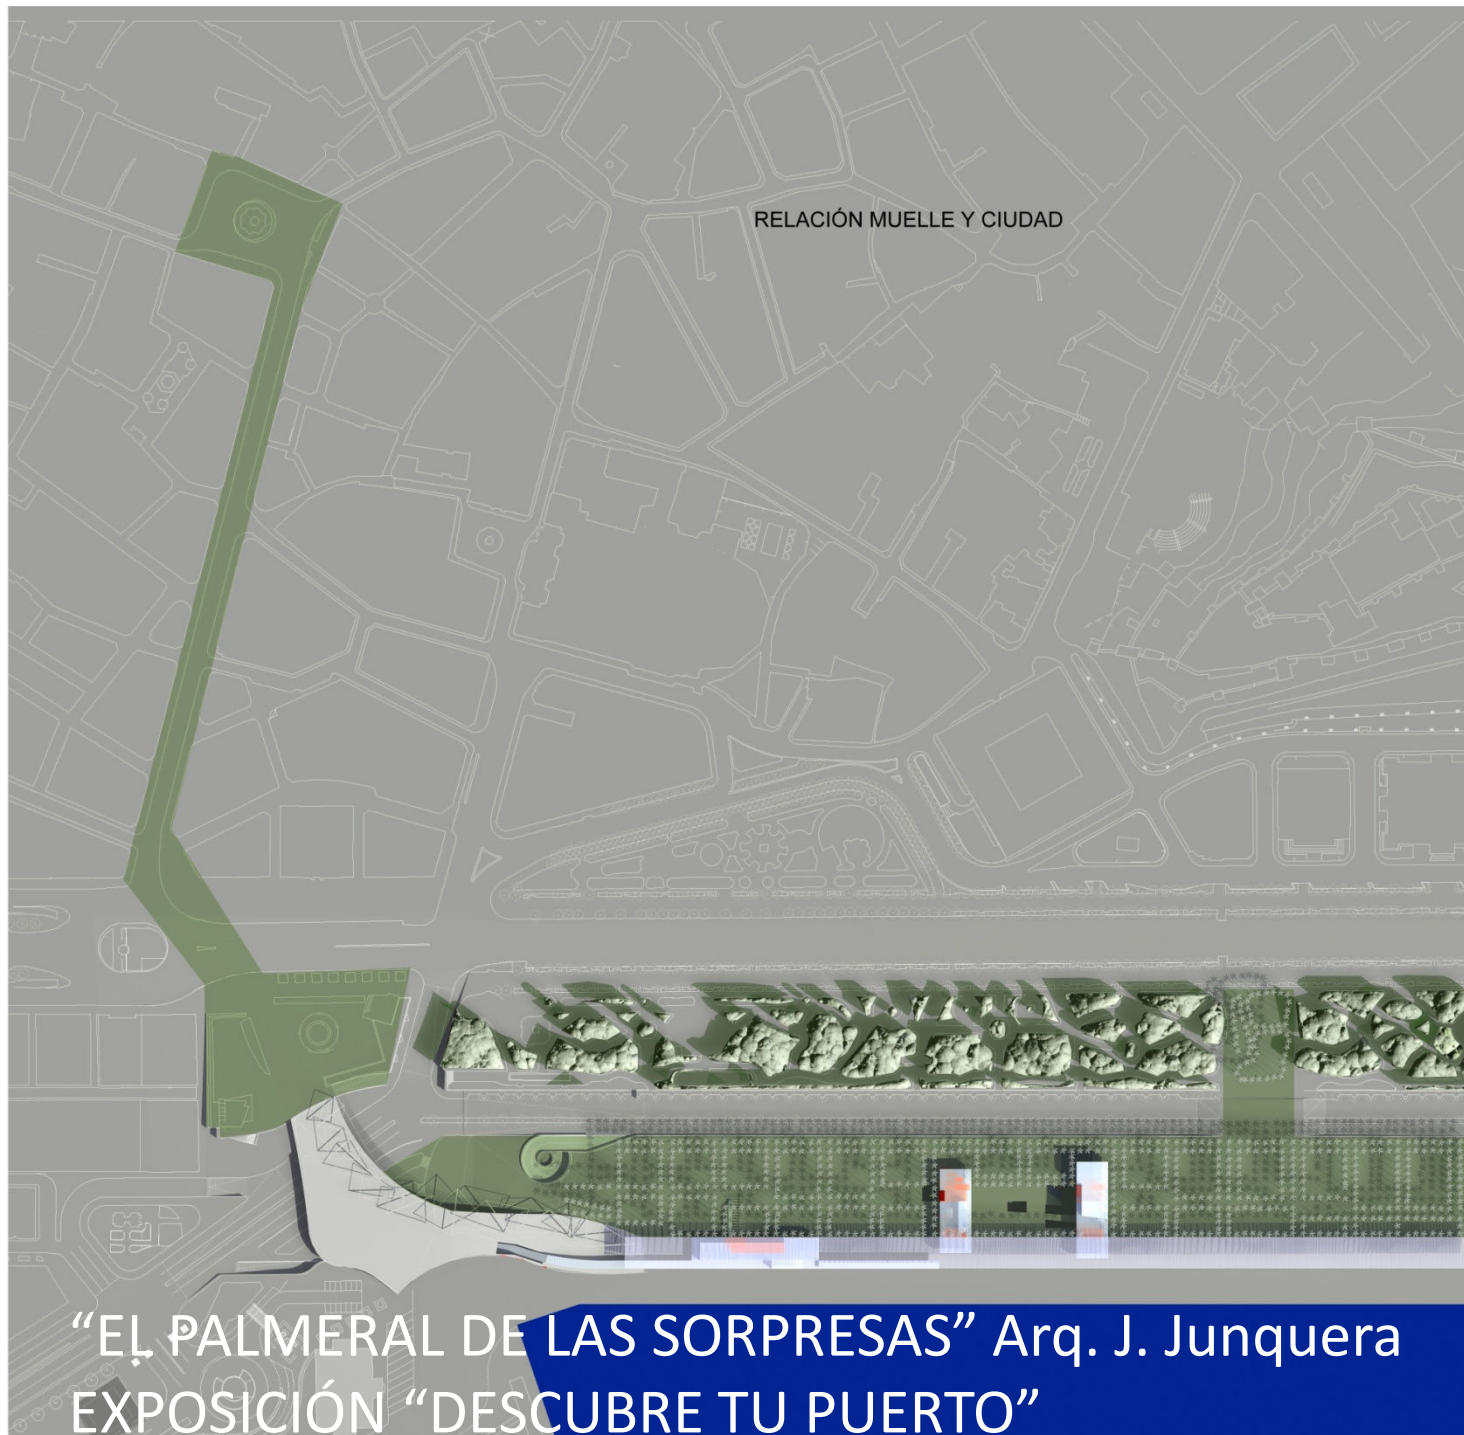 RELACIÓN MUELLE Y CIUDAD
“EL PALMERAL DE LAS SORPRESAS” Arq. J. Junquera
EXPOSICIÓN “DESCUBRE TU PUERTO”